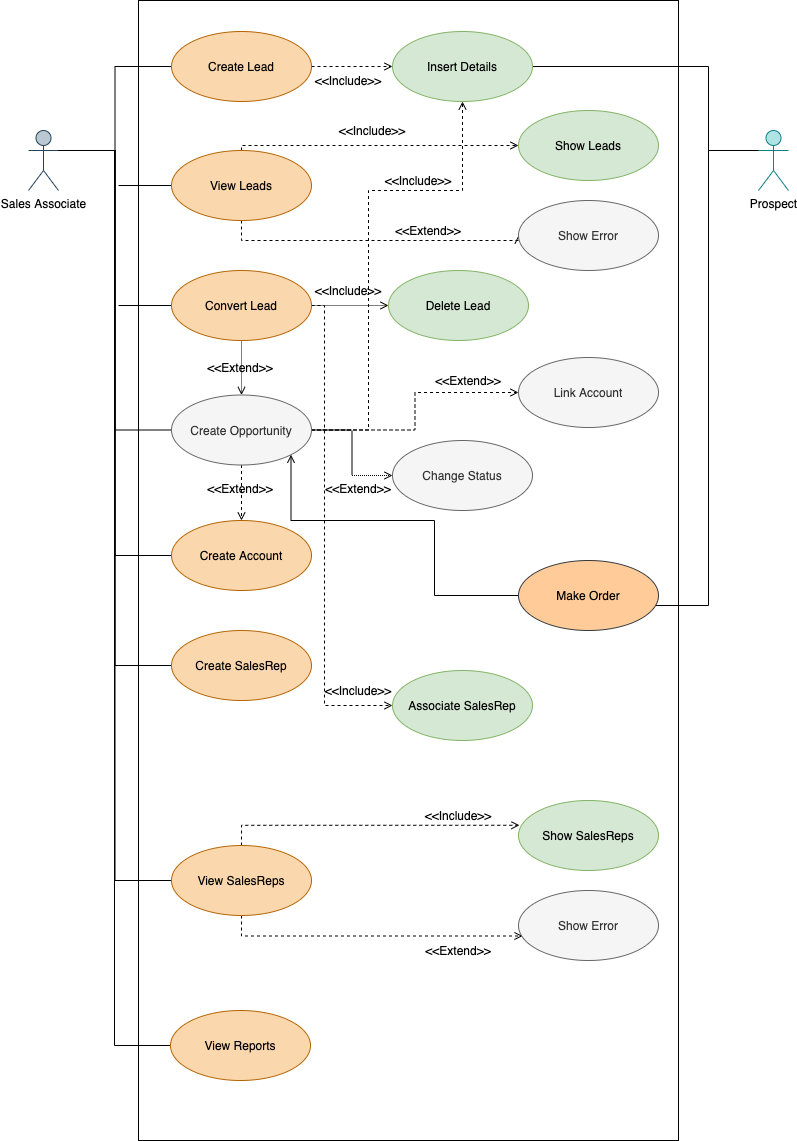 Create Lead
<<Include>>
Insert Details
<<Include>>
Show Leads
Sales Associate
View Leads
<<Include>>
Prospect
<<Extend>>
Show Error
Convert Lead
<<Include>>
Delete Lead
<<Extend>>
<<Extend>>
Link Account
Create Opportunity
Change Status
<<Extend>>
<<Extend>>
Create Account
Make Order
Create SalesRep
<<Include>>
Associate SalesRep
<<Include>>
Show SalesReps
View SalesReps
Show Error
<<Extend>>
View Reports